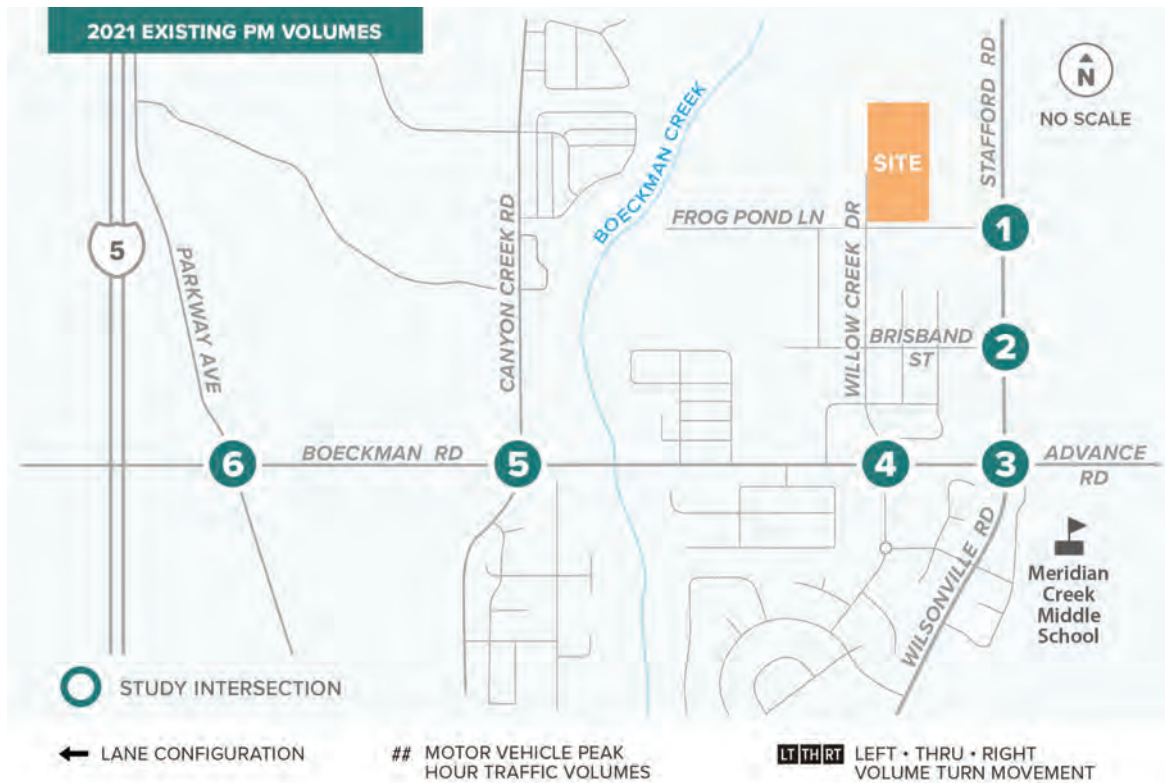 2021 EXISTING PM VOLUMES
N
NO SCALE
STAFFORD RD
BOECKMAN CREEK
SITE
FROG POND LN
1
5
PARKWAY AVE
CANYON CREEK RD
WILLOW CREEK DR
BRISBAND
ST
2
6
BOECKMAN RD
5
4
3
ADVANCE
RD
WILSONVILLE RD
Meridian
Creek
Middle
School
STUDY INTERSECTION
LANE CONFIGURATION
## MOTOR VEHICLE PEAK
HOUR TRAFFIC VOLUMES
LT TH RT LEFT • THRU • RIGHT
VOLUME TURN MOVEMENT